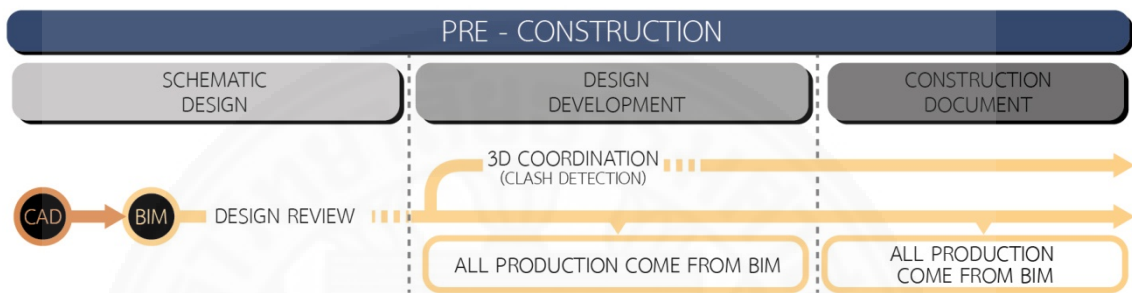 PRE - CONSTRUCTION
SCHEMATIC
DESIGN
DESIGN
DEVELOPMENT
CONSTRUCTION
DOCUMENT
3D COORDINATION
(CLASH DETECTION)
CAD
BIM
DESIGN REVIEW
ALL PRODUCTION COME FROM BIM
ALL PRODUCTION
COME FROM BIM